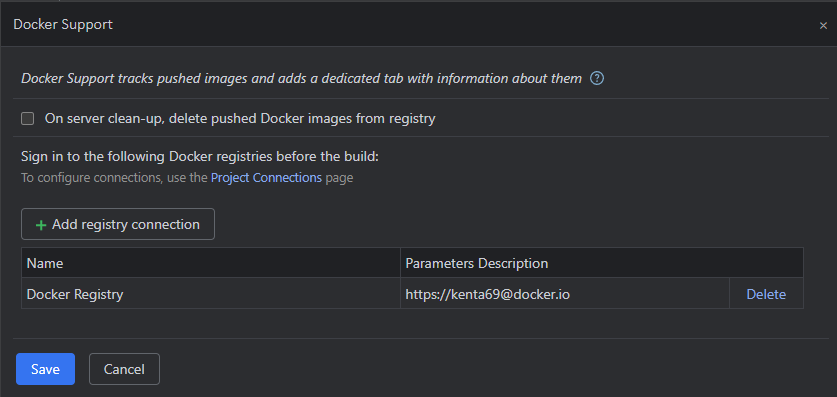 Docker Support
×
Docker Support tracks pushed images and adds a dedicated tab with information about them ?
On server clean-up, delete pushed Docker images from registry
Sign in to the following Docker registries before the build:
To configure connections, use the Project Connections page
+ Add registry connection
Name Parameters Description
Docker Registry https://kenta69@docker.io Delete
Save Cancel